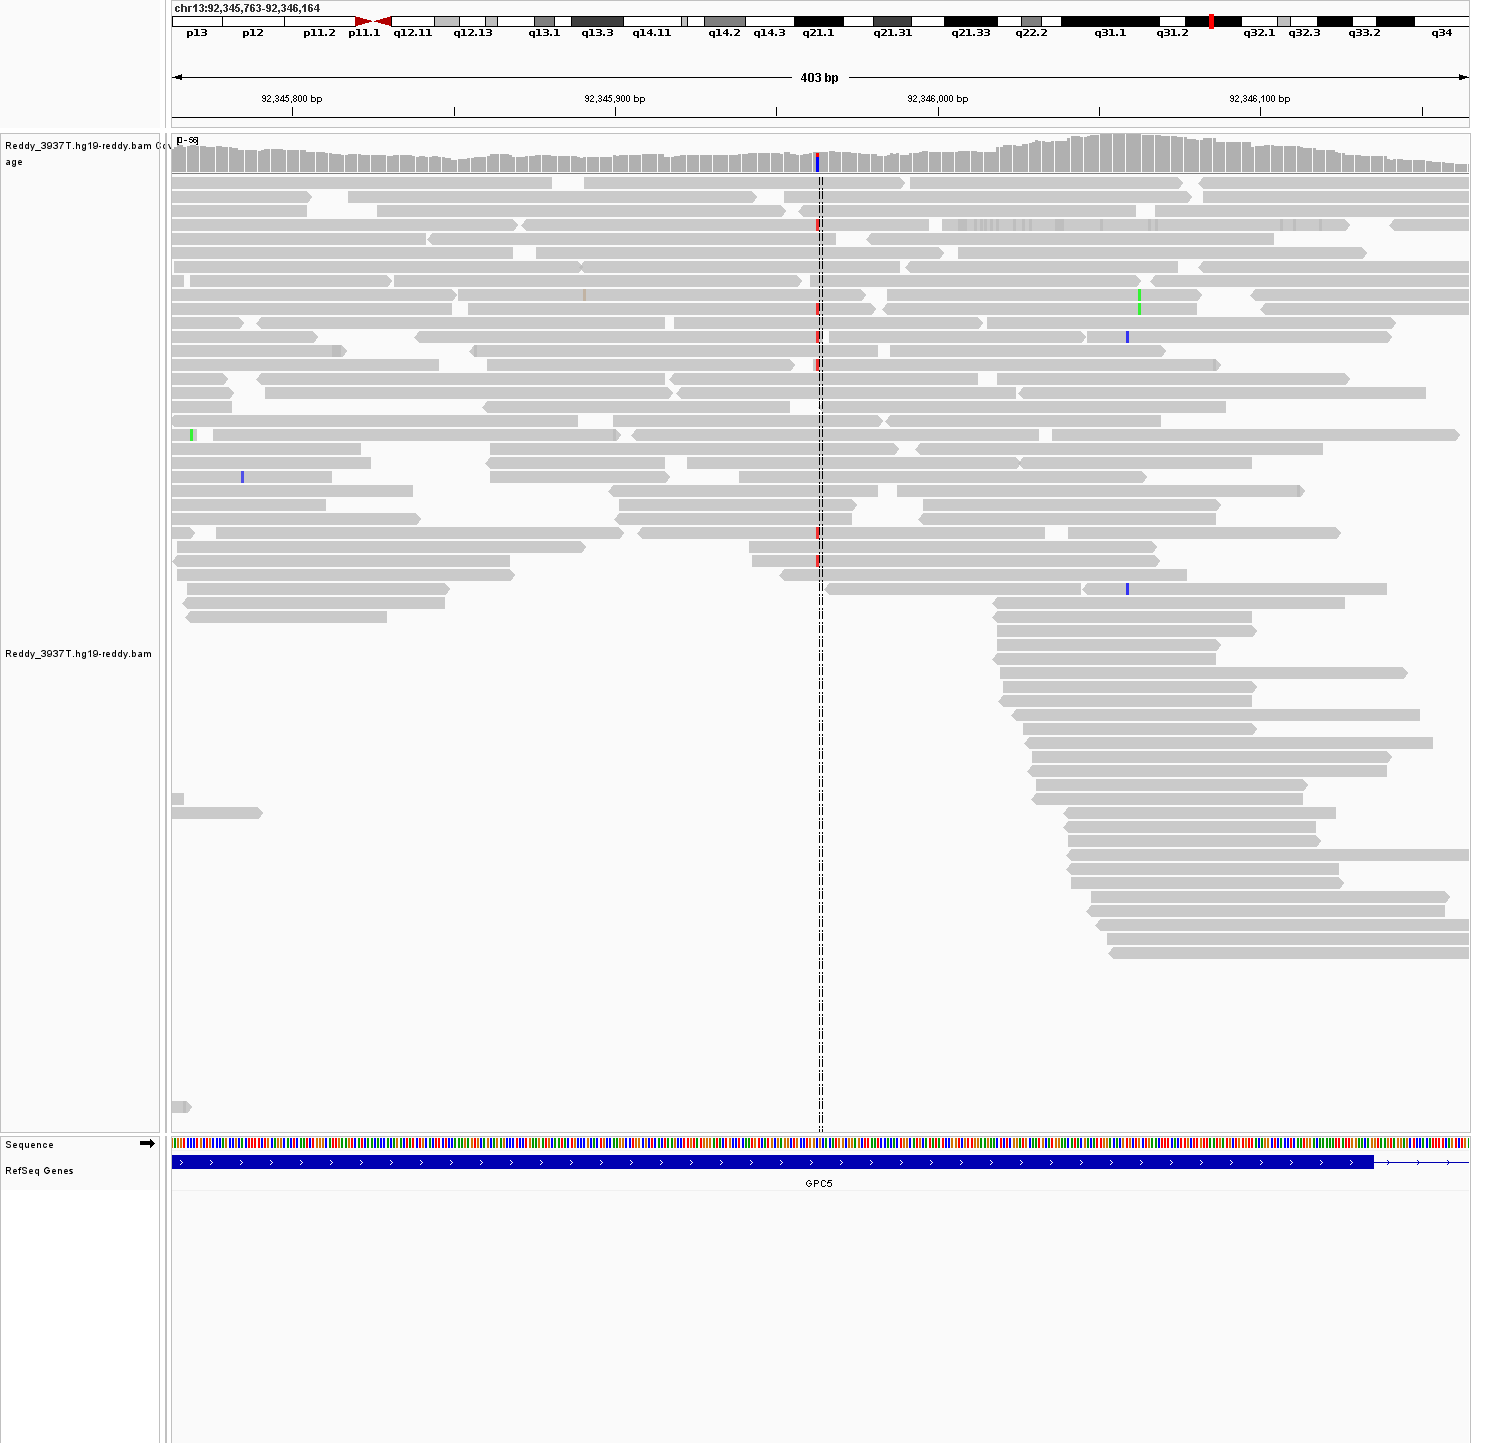 chr13:92,345,763-92,346,164
p13 p12 p11.2 p11.1 q12.11 q12.13 q13.1 q13.3 q14.11 q14.2 q14.3 q21.1 q21.31 q21.33 q22.2 q31.1 q31.2 q32.1 q32.3 q33.2 q34
403 bp
92,345,800 bp 92,345,900 bp 92,346,000 bp 92,346,100 bp
[0-56]
Reddy_3937T.hg19-reddy.bam Cov
age
Reddy_3937T.hg19-reddy.bam
Sequence
RefSeq Genes
GPC5